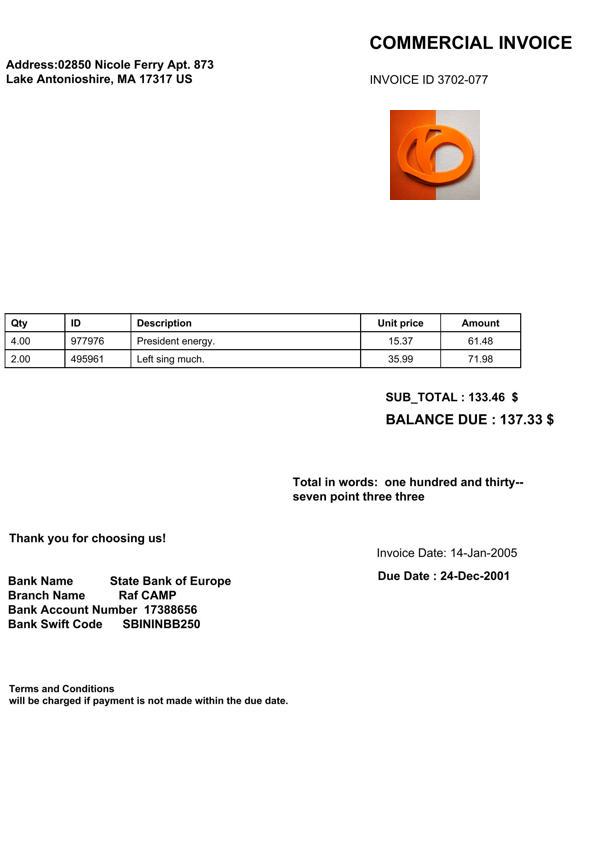 COMMERCIAL INVOICE
Address:02850 Nicole Ferry Apt. 873
Lake Antonioshire, MA 17317 US
INVOICE ID 3702-077
Qty ID Description Unit price Amount
4.00 977976 President energy. 15.37 61.48
2.00 495961 Left sing much. 35.99 71.98
SUB_TOTAL : 133.46 $
BALANCE DUE : 137.33 $
Total in words: one hundred and thirty--
seven point three three
Thank you for choosing us!
Invoice Date: 14-Jan-2005
Due Date : 24-Dec-2001
Bank Name State Bank of Europe
Branch Name Raf CAMP
Bank Account Number 17388656
Bank Swift Code SBININBB250
Terms and Conditions
will be charged if payment is not made within the due date.